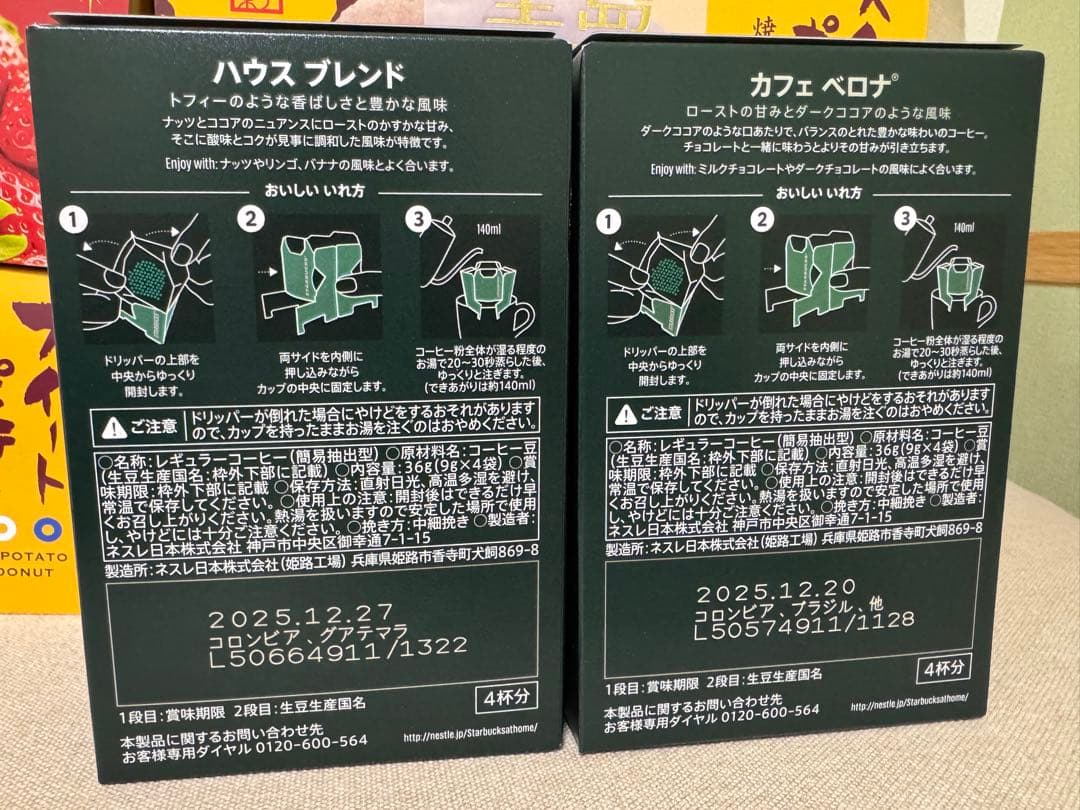 ハウス ブレンド
トフィーのような香ばしさと豊かな風味
ナッツとココアのニュアンスにローストのかすかな甘み、
そこに酸味とコクが見事に調和した風味が特徴です。
Enjoy with: ナッツやリンゴ、バナナの風味とよく合います。
おいしい いれ方
1
2
3
140ml
ドリッパーの上部を
中央からゆっくり
開封します。
両サイドを内側に
押し込みながら
カップの中央に固定します。
コーヒー粉全体が湿る程度の
お湯で20〜30秒蒸らした後、
ゆっくりと注ぎます。
(できあがりは約140ml)
ご注意
ドリッパーが倒れた場合にやけどをするおそれがあります
ので、カップを持ったままお湯を注ぐのはおやめください。
○名称:レギュラーコーヒー(簡易抽出型) ○原材料名:コーヒー豆
(生豆生産国名:枠外下部に記載) ○内容量:36g(9g×4袋) ○賞
味期限:枠外下部に記載 ○保存方法:直射日光、高温多湿を避け、
常温で保存してください。○使用上の注意:開封後はできるだけ早
くお召し上がりください。熱湯を扱いますので安定した場所で使用
し、やけどには十分ご注意ください。○挽き方:中細挽き ○製造者:
ネスレ日本株式会社 神戸市中央区御幸通7-1-15
製造所:ネスレ日本株式会社(姫路工場) 兵庫県姫路市香寺町犬飼869-8
2025.12.27
コロンビア、グアテマラ
L50664911/1322
4杯分
1段目:賞味期限 2段目:生豆生産国名
本製品に関するお問い合わせ先
お客様専用ダイヤル 0120-600-564
http://nestle.jp/Starbucksathome/
カフェ ベロナ®
ローストの甘みとダークココアのような風味
ダークココアのような口あたりで、バランスのとれた豊かな味わいのコーヒー。
チョコレートと一緒に味わうとよりその甘みが引き立ちます。
Enjoy with: ミルクチョコレートやダークチョコレートの風味によく合います。
おいしい いれ方
1
2
3
140ml
ドリッパーの上部を
中央からゆっくり
開封します。
両サイドを内側に
押し込みながら
カップの中央に固定します。
コーヒー粉全体が湿る程度の
お湯で20〜30秒蒸らした後、
ゆっくりと注ぎます。
(できあがりは約140ml)
ご注意
ドリッパーが倒れた場合にやけどをするおそれがあります
ので、カップを持ったままお湯を注ぐのはおやめください。
○名称:レギュラーコーヒー(簡易抽出型) ○原材料名:コーヒー豆
(生豆生産国名:枠外下部に記載) ○内容量:36g(9g×4袋) ○賞
味期限:枠外下部に記載 ○保存方法:直射日光、高温多湿を避け、
常温で保存してください。○使用上の注意:開封後はできるだけ早
くお召し上がりください。熱湯を扱いますので安定した場所で使用
し、やけどには十分ご注意ください。○挽き方:中細挽き ○製造者:
ネスレ日本株式会社 神戸市中央区御幸通7-1-15
製造所:ネスレ日本株式会社(姫路工場) 兵庫県姫路市香寺町犬飼869-8
2025.12.20
コロンビア、ブラジル、他
L50574911/1128
4杯分
1段目:賞味期限 2段目:生豆生産国名
本製品に関するお問い合わせ先
お客様専用ダイヤル 0120-600-564
http://nestle.jp/Starbucksathome/
POTATO
DONUT